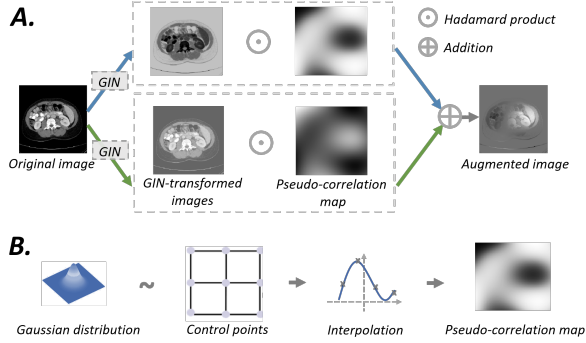 A.
Hadamard product
Addition
GIN
GIN
Original image
GIN-transformed
images
Pseudo-correlation
map
Augmented image
B.
~
Gaussian distribution
Control points
Interpolation
Pseudo-correlation map